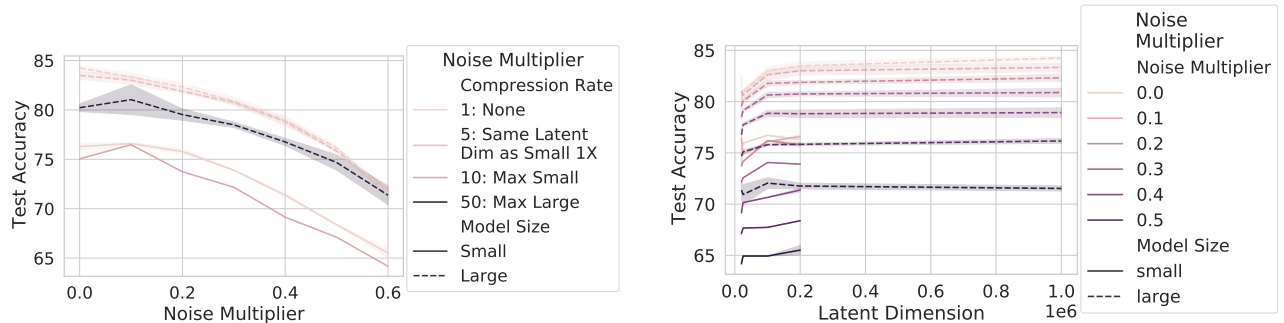 85
80
75
70
65
Test Accuracy
0.0 0.2 0.4 0.6
Noise Multiplier
Noise Multiplier
Compression Rate
1: None
5: Same Latent
Dim as Small 1X
10: Max Small
50: Max Large
Model Size
Small
Large
85
80
75
70
65
Test Accuracy
0.0 0.2 0.4 0.6 0.8 1.0
1e6
Latent Dimension
Noise
Multiplier
Noise Multiplier
0.0
0.1
0.2
0.3
0.4
0.5
Model Size
small
large